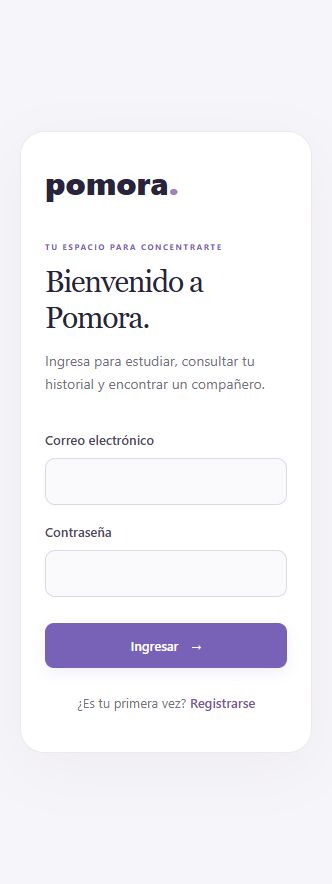 pomora.
TU ESPACIO PARA CONCENTRARTE
Bienvenido a
Pomora.
Ingresa para estudiar, consultar tu
historial y encontrar un compañero.
Correo electrónico
Contraseña
Ingresar →
¿Es tu primera vez? Registrarse